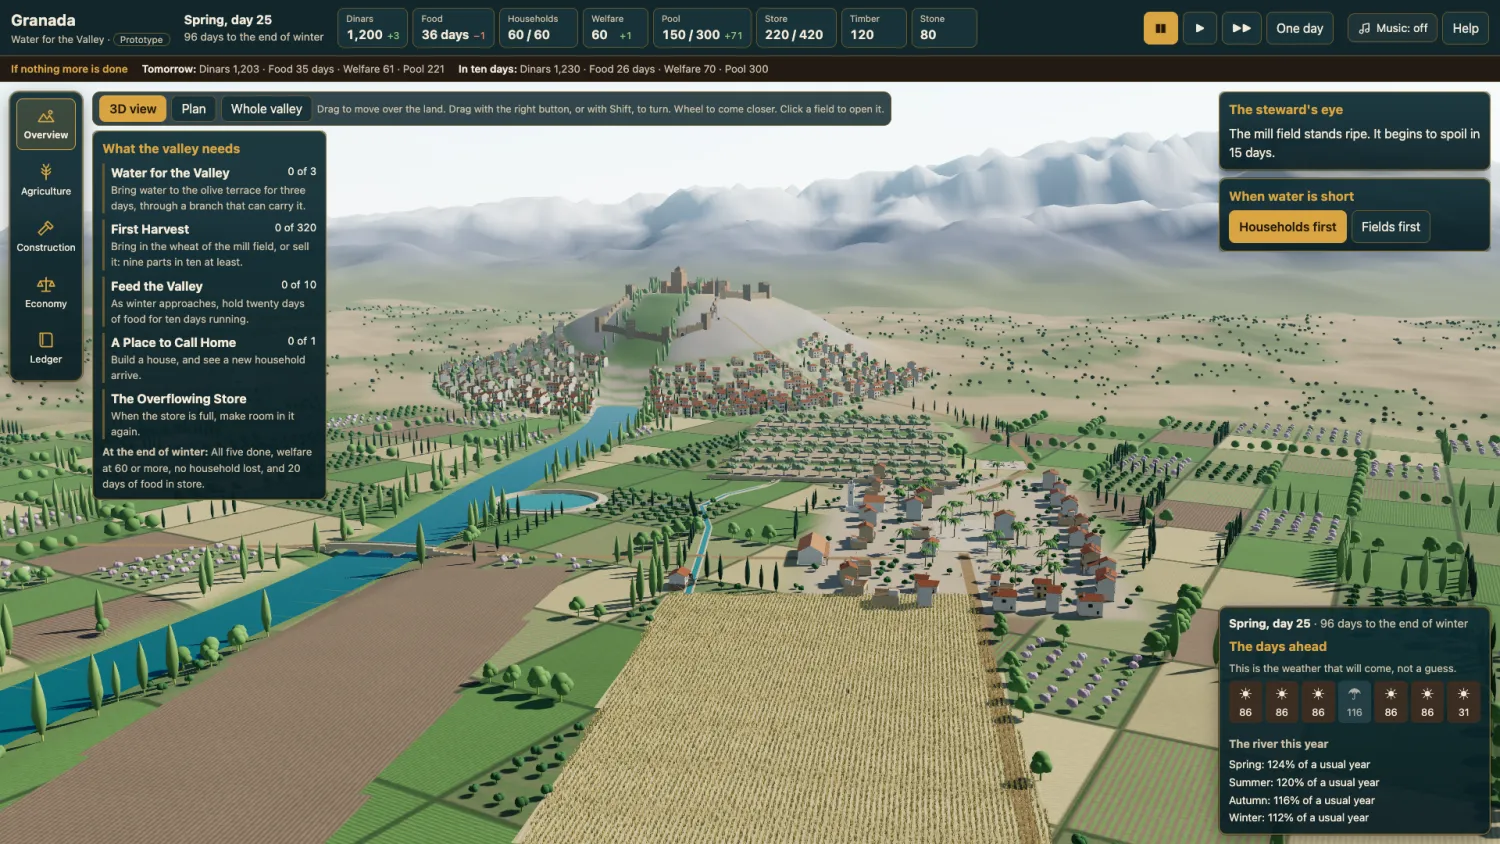 Granada
Water for the Valley · Prototype
Spring, day 25
96 days to the end of winter
Dinars
1,200 +3
Food
36 days −1
Households
60 / 60
Welfare
60 +1
Pool
150 / 300 +71
Store
220 / 420
Timber
120
Stone
80
One day
Music: off
Help
If nothing more is done Tomorrow: Dinars 1,203 · Food 35 days · Welfare 61 · Pool 221 In ten days: Dinars 1,230 · Food 26 days · Welfare 70 · Pool 300
Overview
Agriculture
Construction
Economy
Ledger
3D view Plan Whole valley Drag to move over the land. Drag with the right button, or with Shift, to turn. Wheel to come closer. Click a field to open it.
What the valley needs
Water for the Valley 0 of 3
Bring water to the olive terrace for three
days, through a branch that can carry it.
First Harvest 0 of 320
Bring in the wheat of the mill field, or sell
it: nine parts in ten at least.
Feed the Valley 0 of 10
As winter approaches, hold twenty days
of food for ten days running.
A Place to Call Home 0 of 1
Build a house, and see a new household
arrive.
The Overflowing Store
When the store is full, make room in it
again.
At the end of winter: All five done, welfare
at 60 or more, no household lost, and 20
days of food in store.
The steward's eye
The mill field stands ripe. It begins to spoil in
15 days.
When water is short
Households first Fields first
Spring, day 25 · 96 days to the end of winter
The days ahead
This is the weather that will come, not a guess.
86 86 86 116 86 86 31
The river this year
Spring: 124% of a usual year
Summer: 120% of a usual year
Autumn: 116% of a usual year
Winter: 112% of a usual year